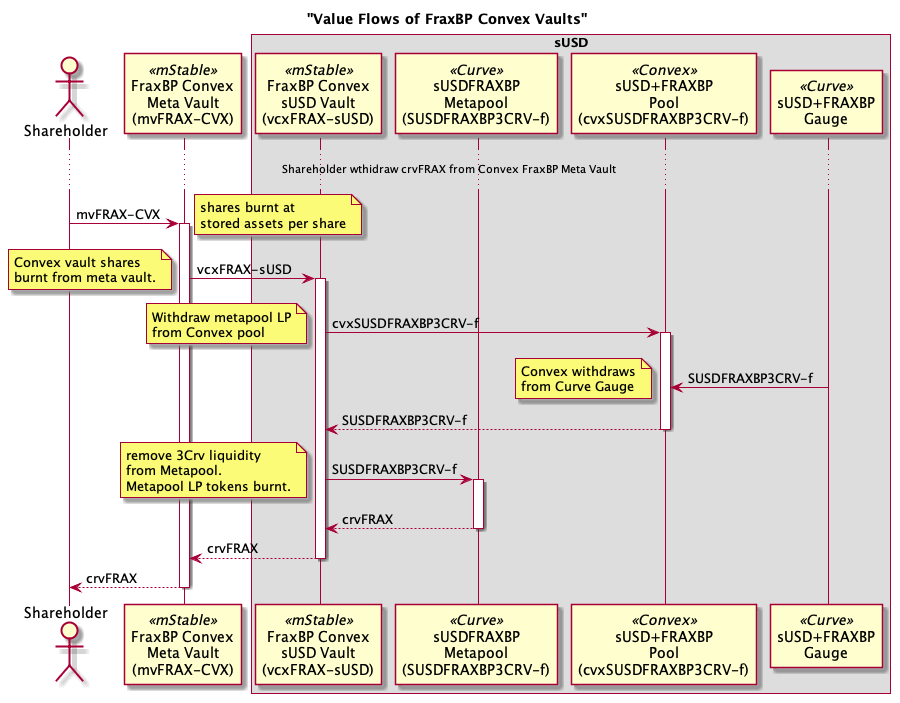 "Value Flows of FraxBP Convex Vaults"
sUSD
Shareholder
«mStable»
FraxBP Convex
Meta Vault
(mvFRAX-CVX)
«mStable»
FraxBP Convex
sUSD Vault
(vcxFRAX-sUSD)
«Curve»
sUSDFRAXBP
Metapool
(SUSDFRAXBP3CRV-f)
«Convex»
sUSD+FRAXBP
Pool
(cvxSUSDFRAXBP3CRV-f)
«Curve»
sUSD+FRAXBP
Gauge
Shareholder wthidraw crvFRAX from Convex FraxBP Meta Vault
mvFRAX-CVX
shares burnt at
stored assets per share
Convex vault shares
burnt from meta vault.
vcxFRAX-sUSD
Withdraw metapool LP
from Convex pool
cvxSUSDFRAXBP3CRV-f
Convex withdraws
from Curve Gauge
SUSDFRAXBP3CRV-f
SUSDFRAXBP3CRV-f
remove 3Crv liquidity
from Metapool.
Metapool LP tokens burnt.
SUSDFRAXBP3CRV-f
crvFRAX
crvFRAX
crvFRAX
Shareholder
«mStable»
FraxBP Convex
Meta Vault
(mvFRAX-CVX)
«mStable»
FraxBP Convex
sUSD Vault
(vcxFRAX-sUSD)
«Curve»
sUSDFRAXBP
Metapool
(SUSDFRAXBP3CRV-f)
«Convex»
sUSD+FRAXBP
Pool
(cvxSUSDFRAXBP3CRV-f)
«Curve»
sUSD+FRAXBP
Gauge